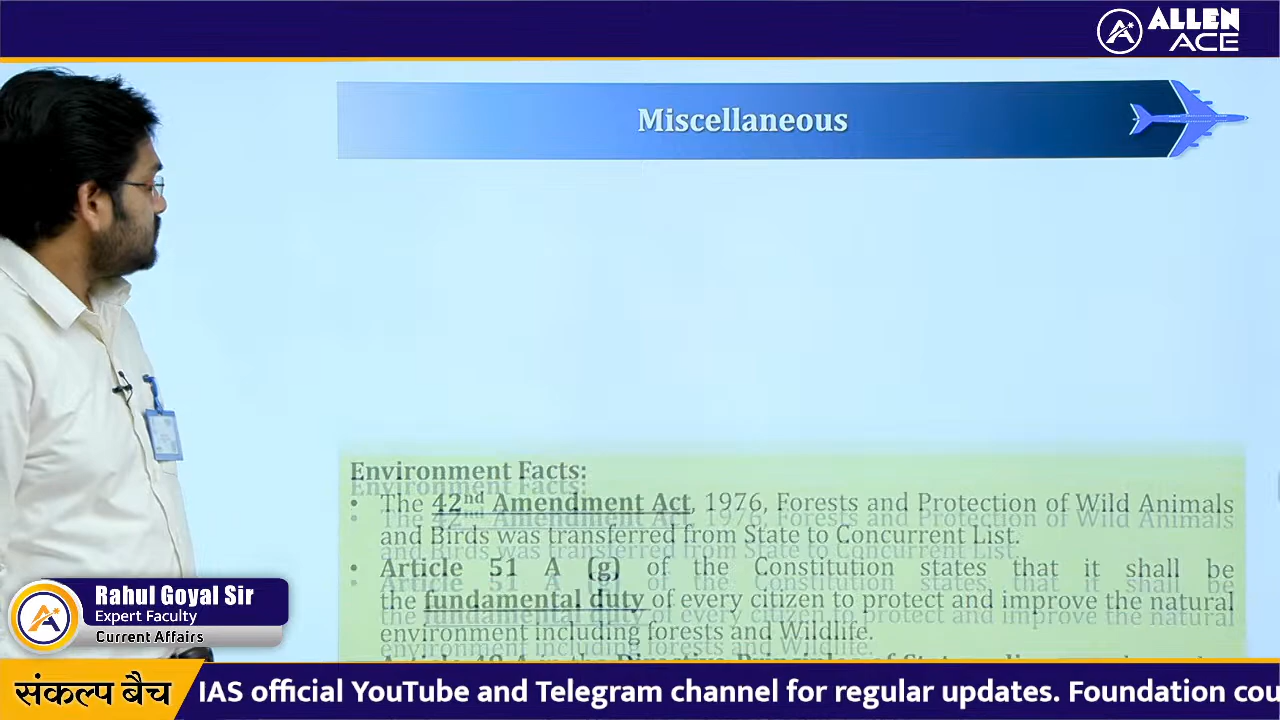 ALLEN
ACE
Miscellaneous
Environment Facts:
• The 42nd Amendment Act, 1976, Forests and Protection of Wild Animals
and Birds was transferred from State to Concurrent List.
• Article 51 A (g) of the Constitution states that it shall be
the fundamental duty of every citizen to protect and improve the natural
environment including forests and Wildlife.
Rahul Goyal Sir
Expert Faculty
Current Affairs
संकल्प बैच
IAS official YouTube and Telegram channel for regular updates. Foundation cou